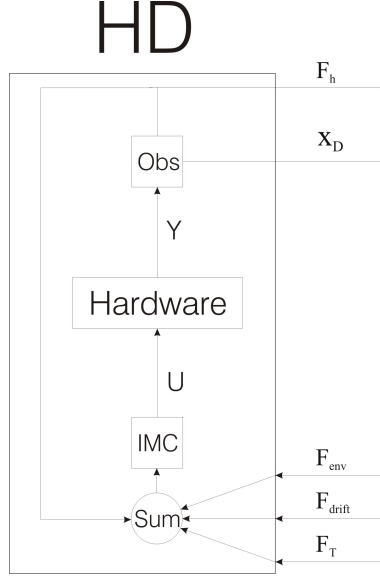 HD
F_h
Obs
X_D
Y
Hardware
U
IMC
F_env
F_drift
Sum
F_T